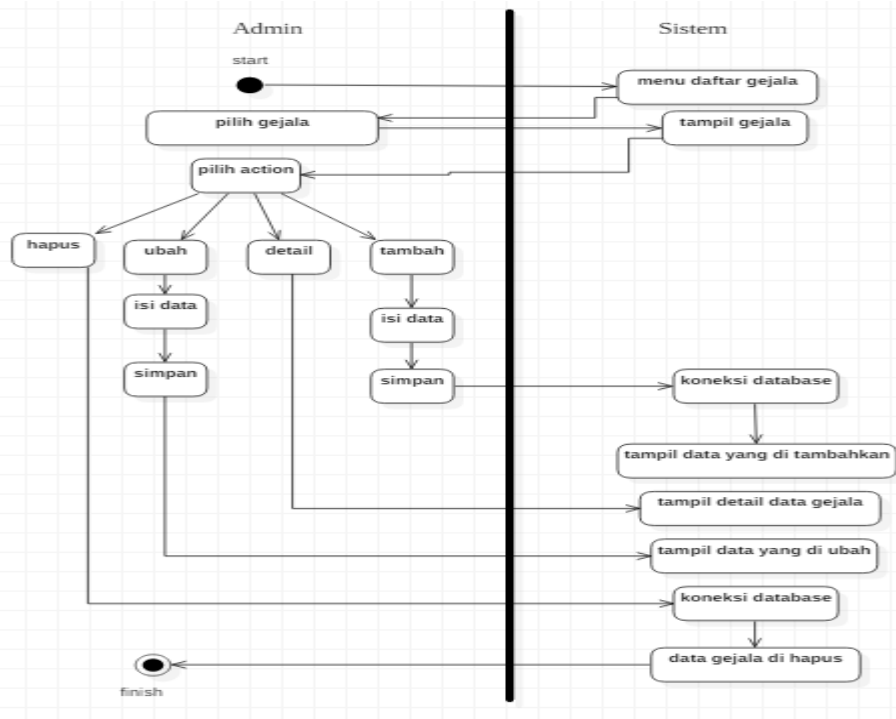 Admin
Sistem
start
menu daftar gejala
pilih gejala
tampil gejala
pilih action
hapus
ubah
detail
tambah
isi data
isi data
simpan
simpan
koneksi database
tampil data yang di tambahkan
tampil detail data gejala
tampil data yang di ubah
koneksi database
data gejala di hapus
finish